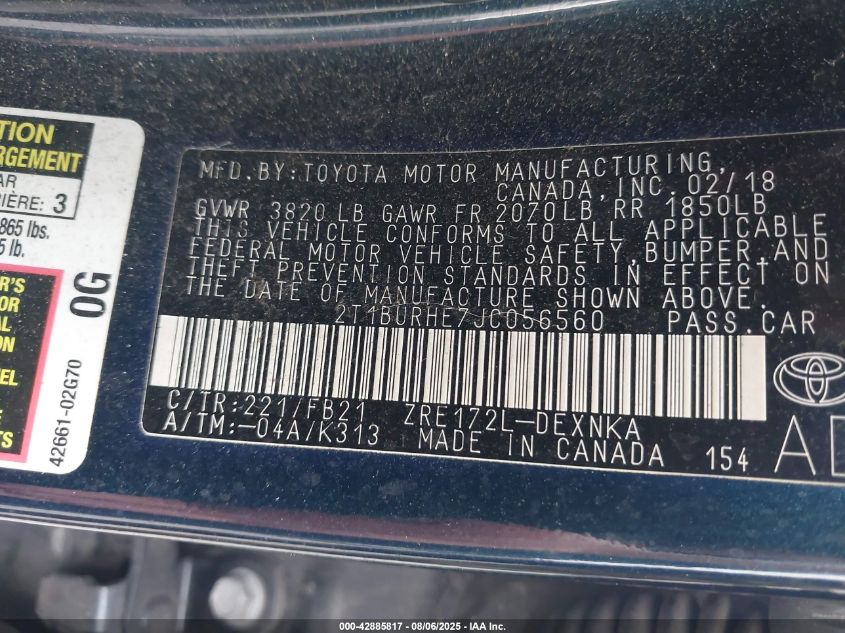 TION
RGEMENT
AR
RIÈRE: 3
865 lbs.
5 lb.
R'S
OR
AL
ON
EL
E
TS
0G
42661-02G70
MFD.BY:TOYOTA MOTOR MANUFACTURING,
CANADA, INC. 02/18
GVWR 3820 LB GAWR FR 2070LB RR 1850LB
THIS VEHICLE CONFORMS TO ALL APPLICABLE
FEDERAL MOTOR VEHICLE SAFETY,BUMPER,AND
THEFT PREVENTION STANDARDS IN EFFECT ON
THE DATE OF MANUFACTURE SHOWN ABOVE.
2T1BURHE7JC056560 PASS.CAR
C/TR:221/FB21 ZRE172L-DEXNKA
A/TM:-04A/K313 MADE IN CANADA 154
000-42885817 - 08/06/2025 - IAA Inc.